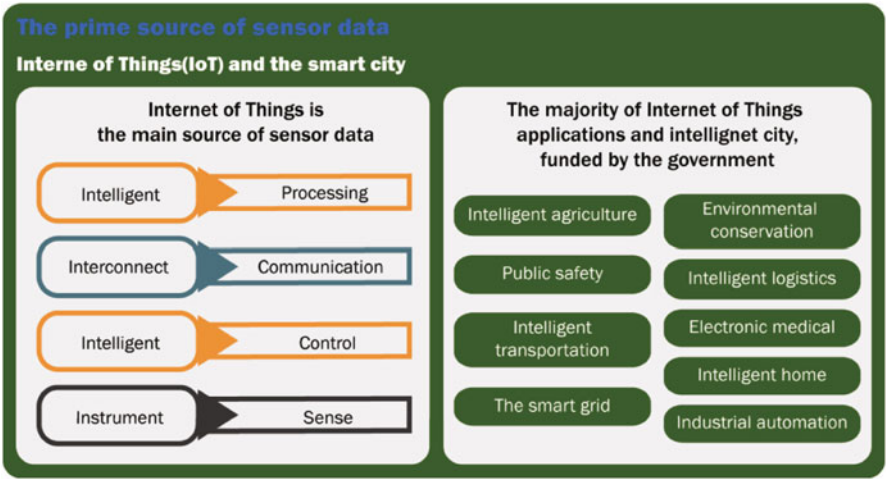 The prime source of sensor data
Interne of Things(IoT) and the smart city
Internet of Things is
the main source of sensor data
Intelligent
Processing
Interconnect
Communication
Intelligent
Control
Instrument
Sense
The majority of Internet of Things
applications and intellignet city,
funded by the government
Intelligent agriculture
Public safety
Intelligent
transportation
The smart grid
Environmental
conservation
Intelligent logistics
Electronic medical
Intelligent home
Industrial automation